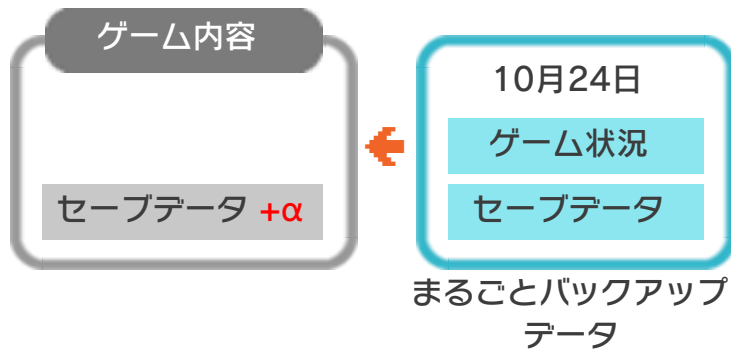 ゲーム内容
セーブデータ +α
10月24日
ゲーム状況
セーブデータ
まるごとバックアップ
データ